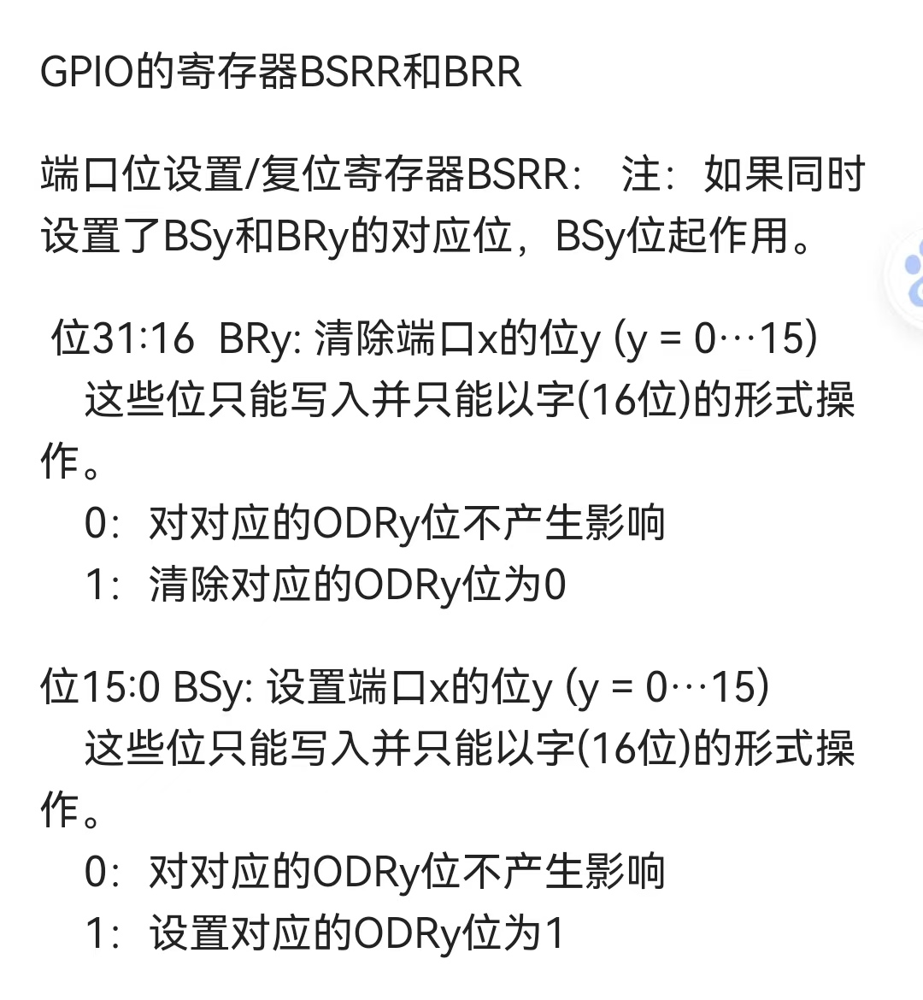 GPIO的寄存器BSRR和BRR
端口位设置/复位寄存器BSRR： 注：如果同时
设置了BSy和BRy的对应位，BSy位起作用。
位31:16 BRy: 清除端口x的位y (y = 0…15)
这些位只能写入并只能以字(16位)的形式操
作。
0：对对应的ODRy位不产生影响
1：清除对应的ODRy位为0
位15:0 BSy: 设置端口x的位y (y = 0…15)
这些位只能写入并只能以字(16位)的形式操
作。
0：对对应的ODRy位不产生影响
1：设置对应的ODRy位为1